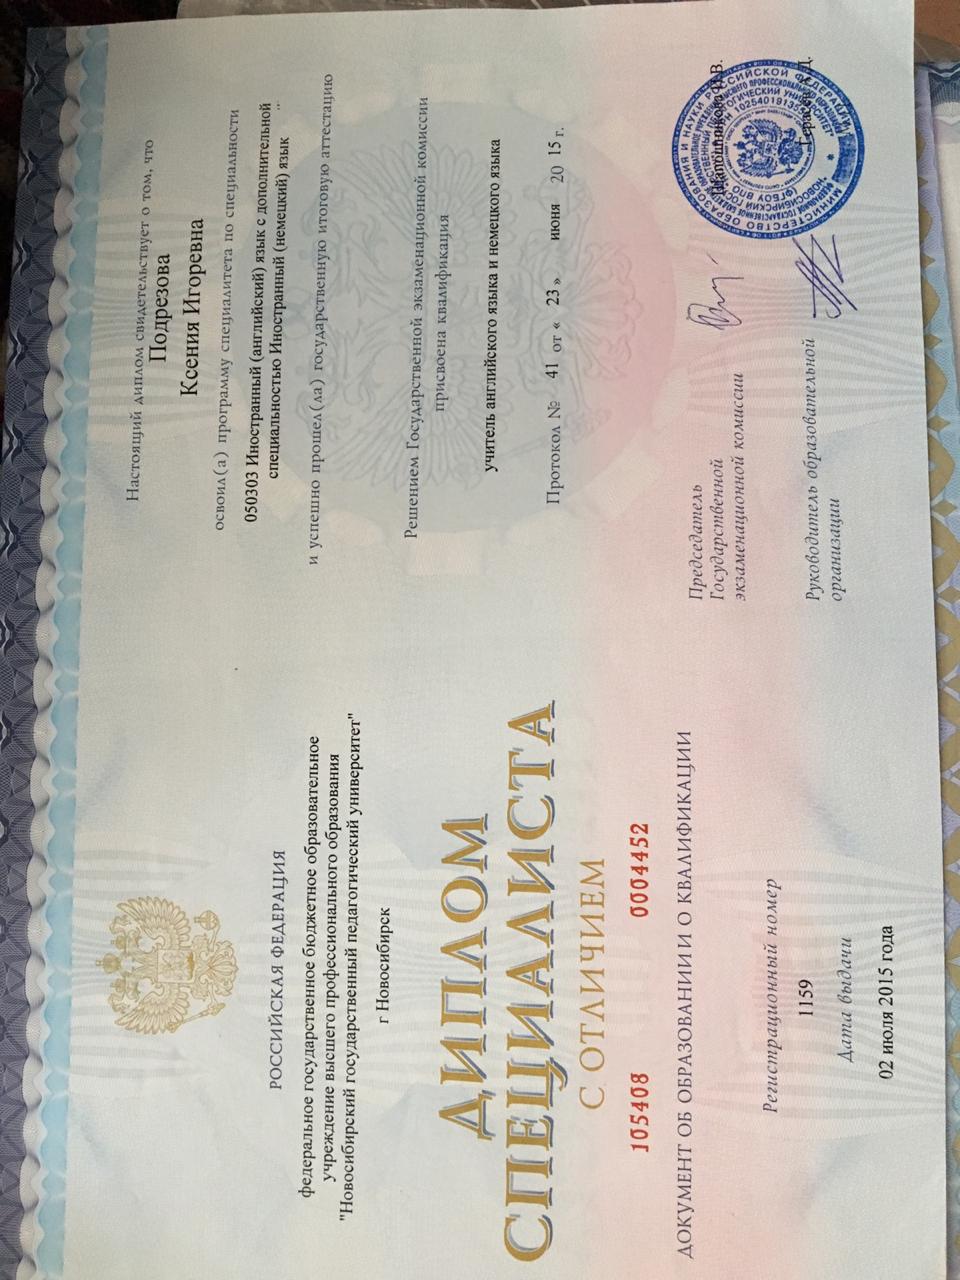 РОССИЙСКАЯ ФЕДЕРАЦИЯ
федеральное государственное бюджетное образовательное
учреждение высшего профессионального образования
"Новосибирский государственный педагогический университет"
г Новосибирск
ДИПЛОМ
СПЕЦИАЛИСТА
С ОТЛИЧИЕМ
105408 0004452
ДОКУМЕНТ ОБ ОБРАЗОВАНИИ И О КВАЛИФИКАЦИИ
Регистрационный номер
1159
Дата выдачи
02 июля 2015 года
Настоящий диплом свидетельствует о том, что
Подрезова
Ксения Игоревна
освоил(а) программу специалитета по специальности
050303 Иностранный (английский) язык с дополнительной
специальностью Иностранный (немецкий) язык
и успешно прошел(ла) государственную итоговую аттестацию
Решением Государственной экзаменационной комиссии
присвоена квалификация
учитель английского языка и немецкого языка
Протокол № 41 от « 23 » июня 20 15 г.
Председатель
Государственной
экзаменационной комиссии
Руководитель образовательной
организации